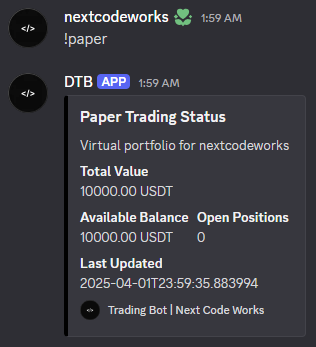 </>
nextcodeworks 1:59 AM
!paper
</>
DTB APP 1:59 AM
Paper Trading Status
Virtual portfolio for nextcodeworks
Total Value
10000.00 USDT
Available Balance Open Positions
10000.00 USDT 0
Last Updated
2025-04-01T23:59:35.883994
</> Trading Bot | Next Code Works